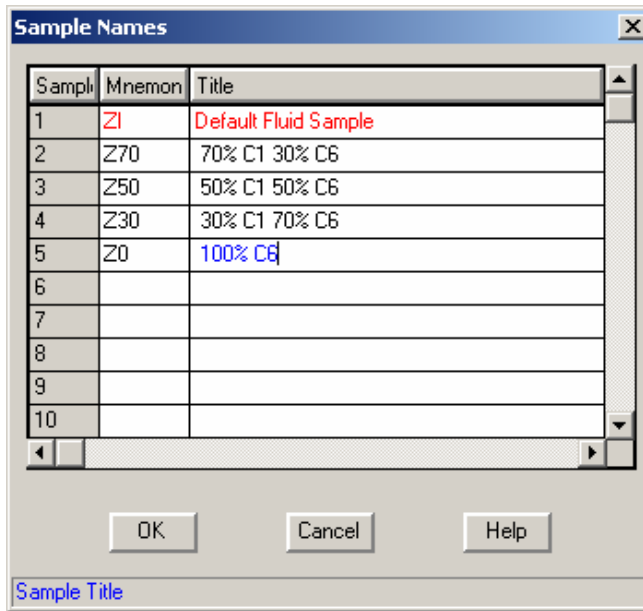 Sample Names
Sampl Mnemon Title
1 ZI Default Fluid Sample
2 Z70 70% C1 30% C6
3 Z50 50% C1 50% C6
4 Z30 30% C1 70% C6
5 Z0 100% C6
6
7
8
9
10
OK Cancel Help
Sample Title